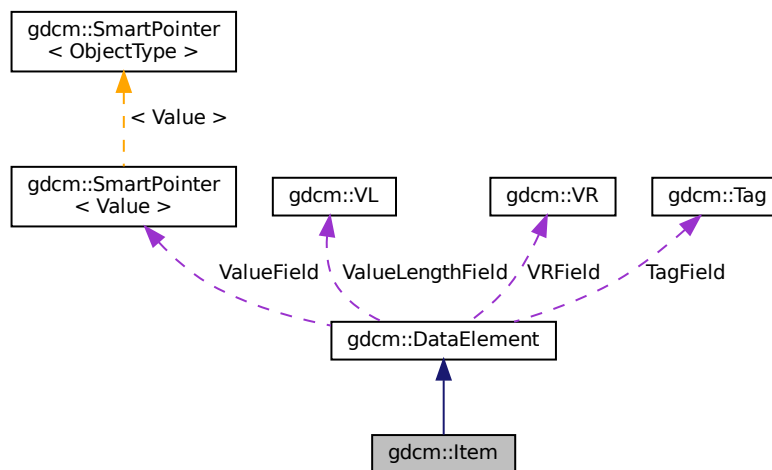 gdcm::SmartPointer
< ObjectType >
< Value >
gdcm::SmartPointer
< Value >
gdcm::VL
gdcm::VR
gdcm::Tag
ValueField
ValueLengthField
VRField
TagField
gdcm::DataElement
gdcm::Item